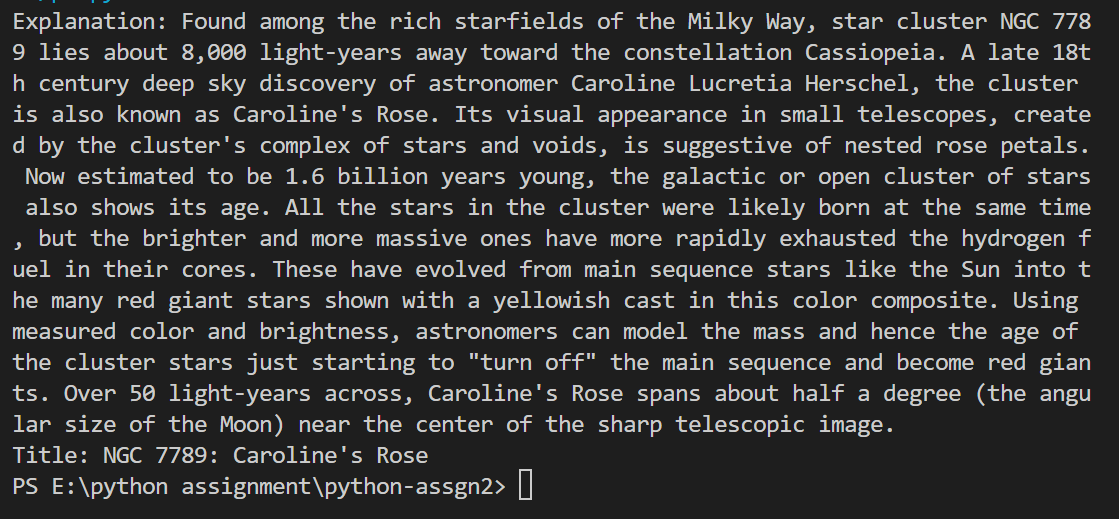 Explanation: Found among the rich starfields of the Milky Way, star cluster NGC 778
9 lies about 8,000 light-years away toward the constellation Cassiopeia. A late 18t
h century deep sky discovery of astronomer Caroline Lucretia Herschel, the cluster
is also known as Caroline's Rose. Its visual appearance in small telescopes, create
d by the cluster's complex of stars and voids, is suggestive of nested rose petals.
 Now estimated to be 1.6 billion years young, the galactic or open cluster of stars
 also shows its age. All the stars in the cluster were likely born at the same time
, but the brighter and more massive ones have more rapidly exhausted the hydrogen f
uel in their cores. These have evolved from main sequence stars like the Sun into t
he many red giant stars shown with a yellowish cast in this color composite. Using
measured color and brightness, astronomers can model the mass and hence the age of
the cluster stars just starting to "turn off" the main sequence and become red gian
ts. Over 50 light-years across, Caroline's Rose spans about half a degree (the angu
lar size of the Moon) near the center of the sharp telescopic image.
Title: NGC 7789: Caroline's Rose
PS E:\python assignment\python-assgn2>